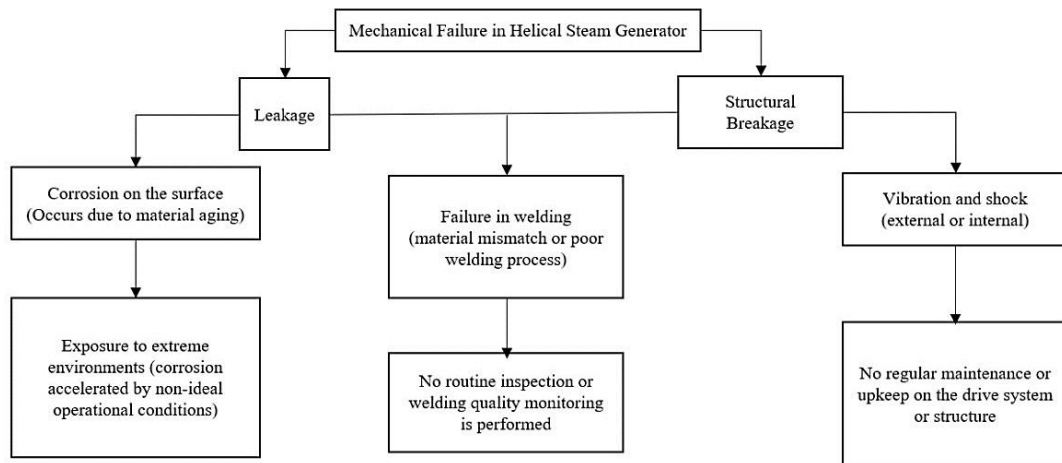 Mechanical Failure in Helical Steam Generator
Leakage
Structural
Breakage
Corrosion on the surface
(Occurs due to material aging)
Failure in welding
(material mismatch or poor
welding process)
Vibration and shock
(external or internal)
Exposure to extreme
environments (corrosion
accelerated by non-ideal
operational conditions)
No routine inspection or
welding quality monitoring
is performed
No regular maintenance or
upkeep on the drive system
or structure